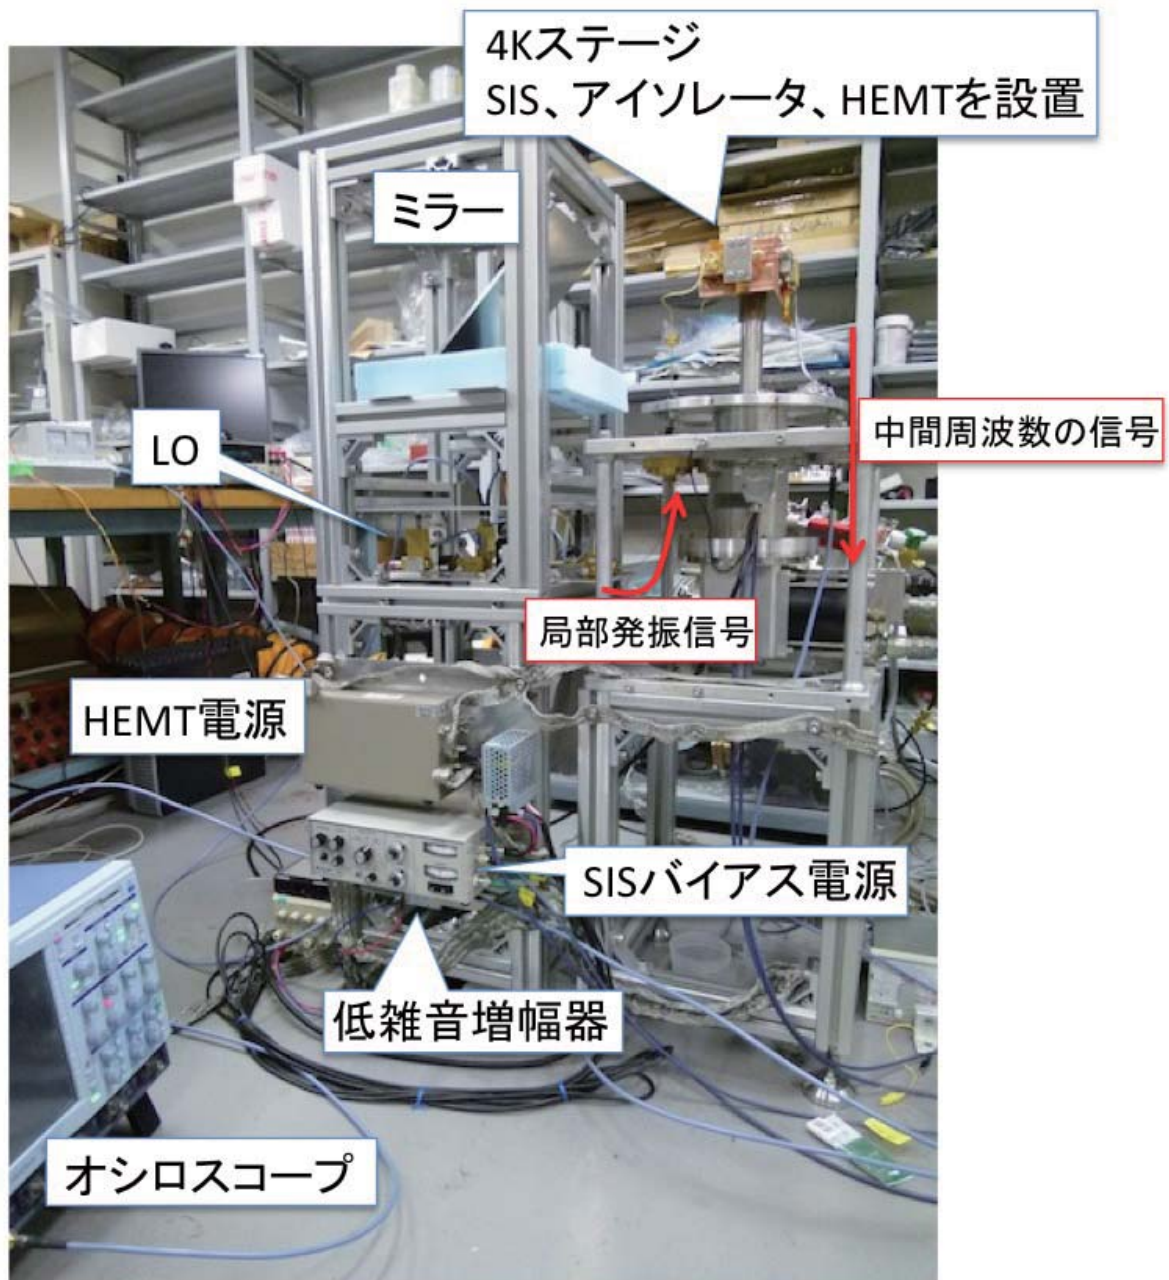 4Kステージ
SIS、アイソレータ、HEMTを設置
ミラー
LO
中間周波数の信号
局部発振信号
HEMT電源
SISバイアス電源
低雑音増幅器
オシロスコープ